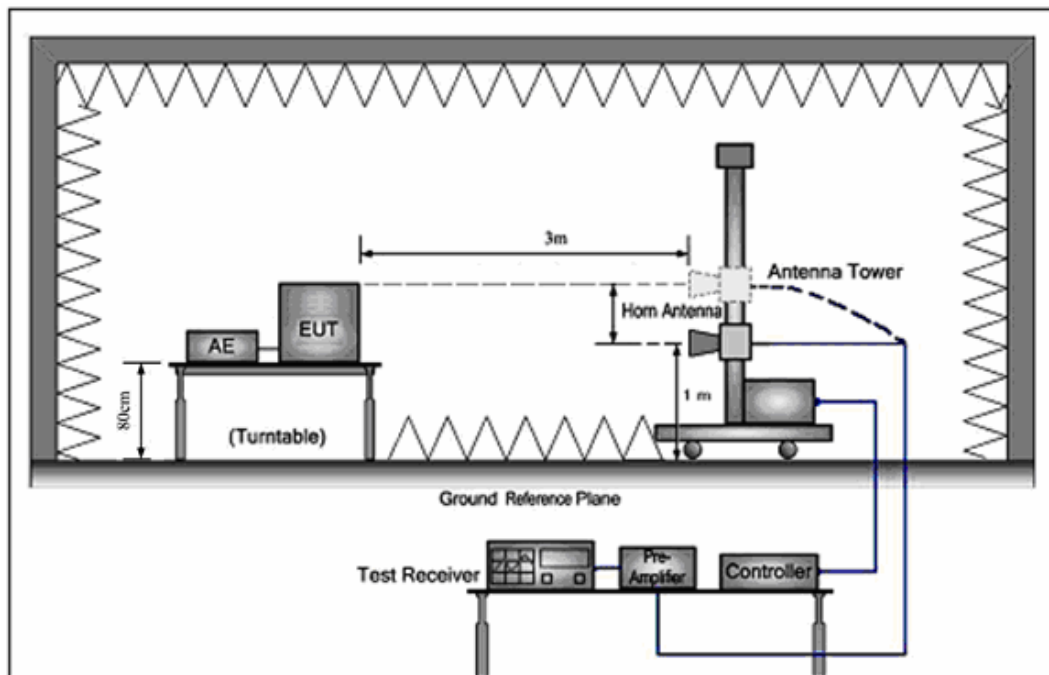 3m
Antenna Tower
Horn Antenna
EUT
AE
1 m
80cm
(Turntable)
Ground Reference Plane
Test Receiver
Pre-
Amplifier
Controller